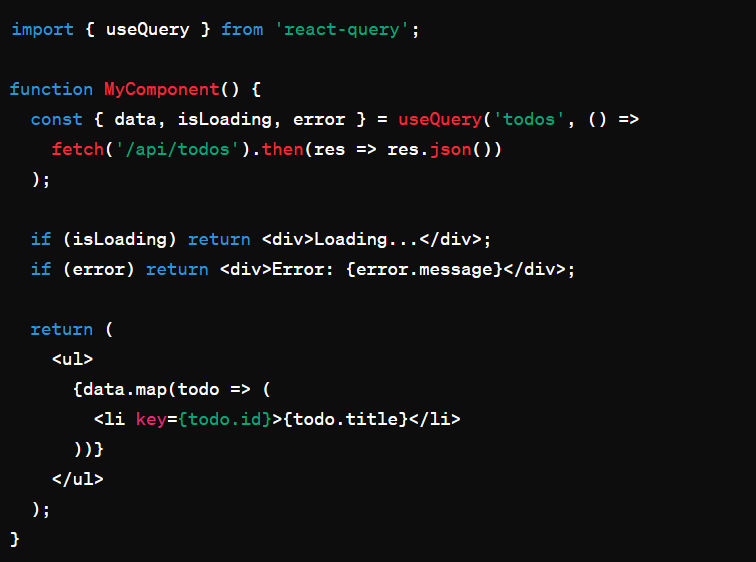 import { useQuery } from 'react-query';
function MyComponent() {
const { data, isLoading, error } = useQuery('todos', () =>
fetch('/api/todos').then(res => res.json())
);
if (isLoading) return <div>Loading...</div>;
if (error) return <div>Error: {error.message}</div>;
return (
<ul>
{data.map(todo => (
<li key={todo.id}>{todo.title}</li>
))}
</ul>
);
}